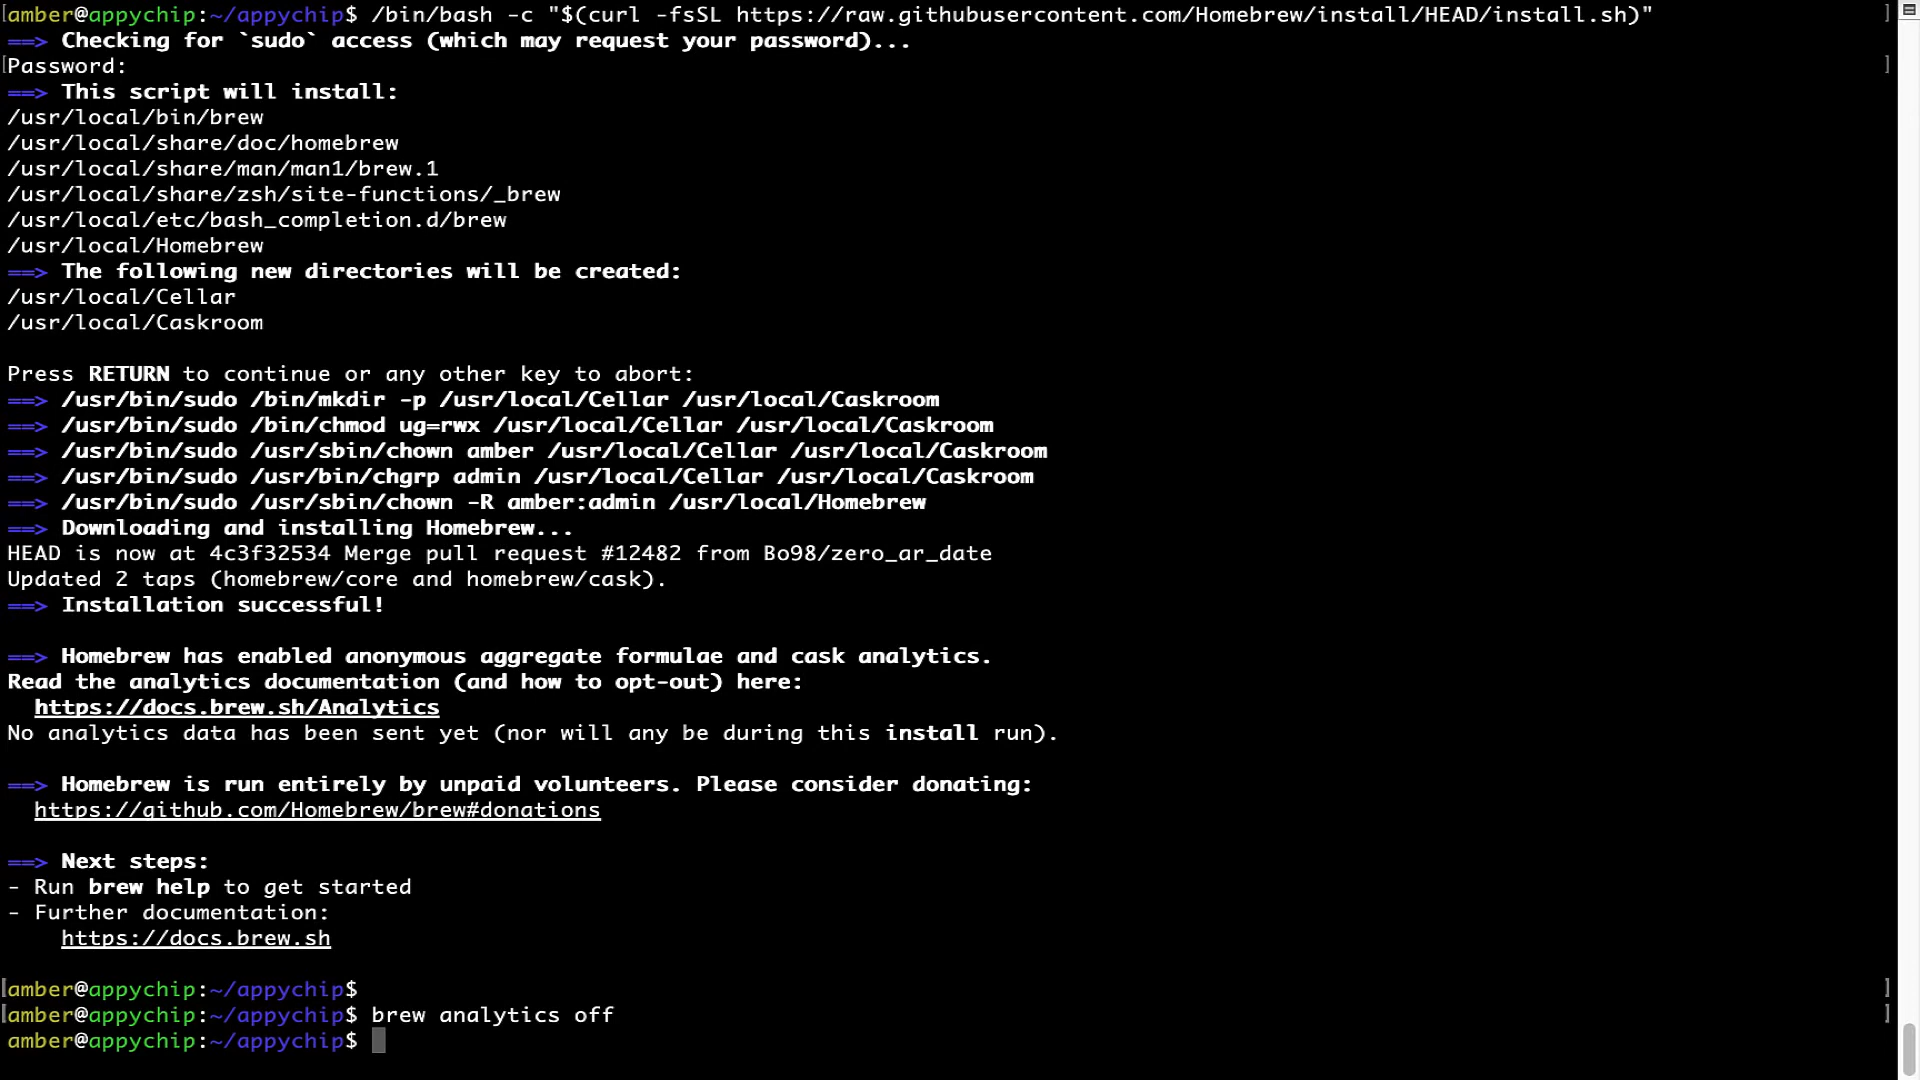 amber@appychip:~/appychip$ /bin/bash -c "$(curl -fsSL https://raw.githubusercontent.com/Homebrew/install/HEAD/install.sh)"
==> Checking for `sudo` access (which may request your password)...
Password:
==> This script will install:
/usr/local/bin/brew
/usr/local/share/doc/homebrew
/usr/local/share/man/man1/brew.1
/usr/local/share/zsh/site-functions/_brew
/usr/local/etc/bash_completion.d/brew
/usr/local/Homebrew
==> The following new directories will be created:
/usr/local/Cellar
/usr/local/Caskroom
Press RETURN to continue or any other key to abort:
==> /usr/bin/sudo /bin/mkdir -p /usr/local/Cellar /usr/local/Caskroom
==> /usr/bin/sudo /bin/chmod ug=rwx /usr/local/Cellar /usr/local/Caskroom
==> /usr/bin/sudo /usr/sbin/chown amber /usr/local/Cellar /usr/local/Caskroom
==> /usr/bin/sudo /usr/bin/chgrp admin /usr/local/Cellar /usr/local/Caskroom
==> /usr/bin/sudo /usr/sbin/chown -R amber:admin /usr/local/Homebrew
==> Downloading and installing Homebrew...
HEAD is now at 4c3f32534 Merge pull request #12482 from Bo98/zero_ar_date
Updated 2 taps (homebrew/core and homebrew/cask).
==> Installation successful!
==> Homebrew has enabled anonymous aggregate formulae and cask analytics.
Read the analytics documentation (and how to opt-out) here:
https://docs.brew.sh/Analytics
No analytics data has been sent yet (nor will any be during this install run).
==> Homebrew is run entirely by unpaid volunteers. Please consider donating:
https://github.com/Homebrew/brew#donations
==> Next steps:
- Run brew help to get started
- Further documentation:
https://docs.brew.sh
amber@appychip:~/appychip$
amber@appychip:~/appychip$ brew analytics off
amber@appychip:~/appychip$